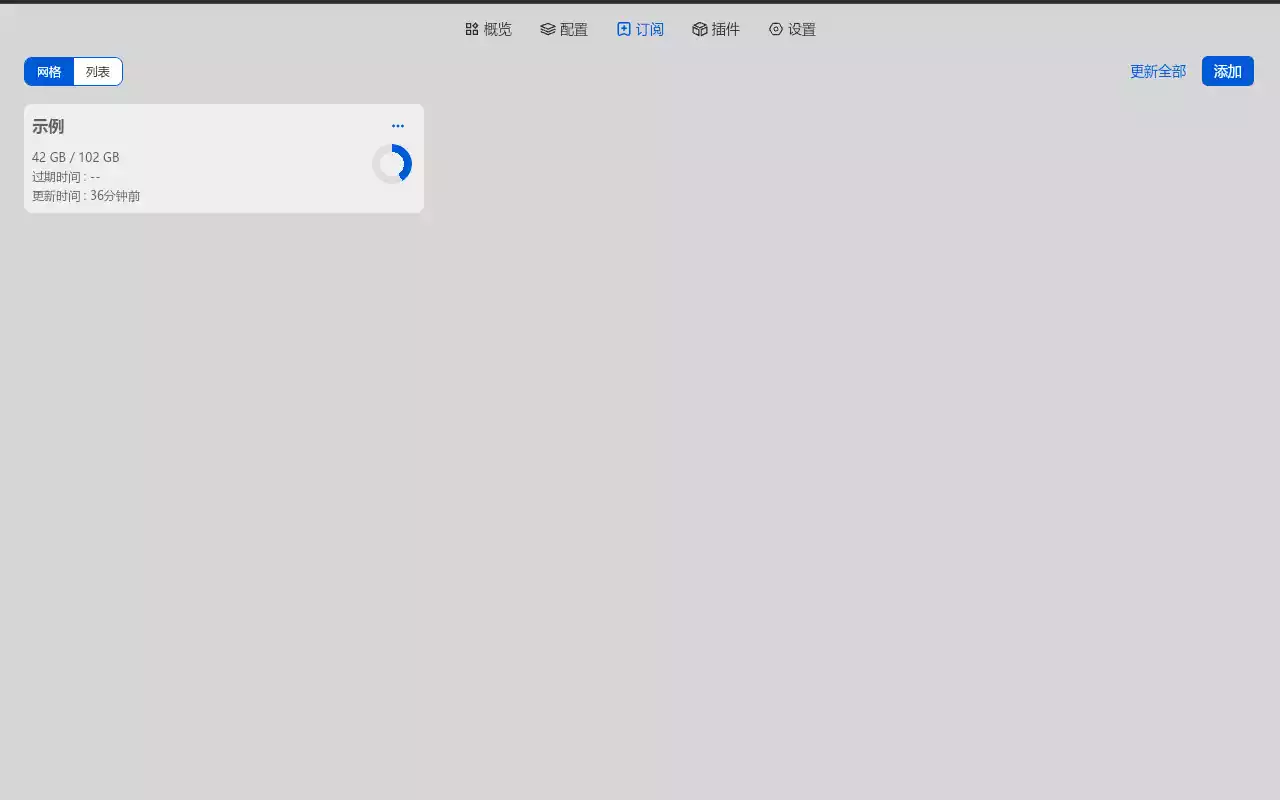 概览 配置 订阅 插件 设置
网格 列表 更新全部 添加
示例
42 GB / 102 GB
过期时间 : --
更新时间 : 36分钟前